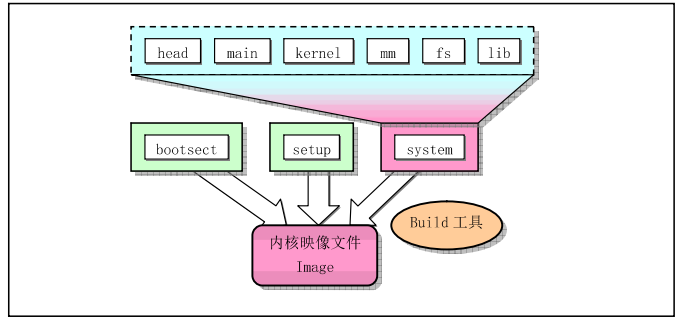 head main kernel mm fs lib
bootsect setup system
Build 工具
内核映像文件
Image